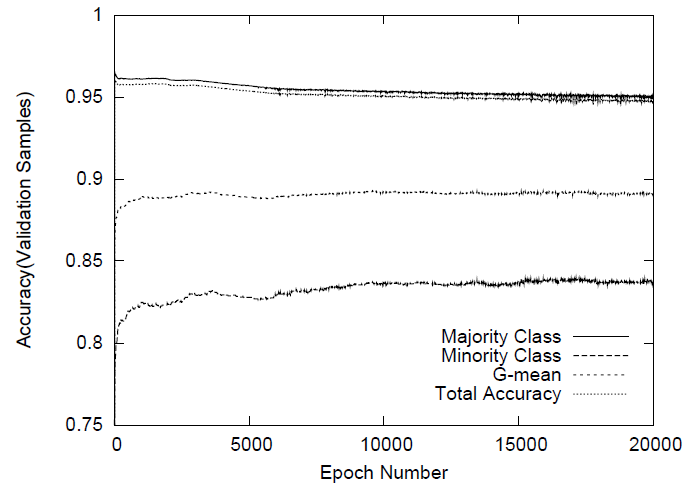 1
0.95
0.9
0.85
0.8
0.75
Accuracy(Validation Samples)
Majority Class
Minority Class
G-mean
Total Accuracy
0 5000 10000 15000 20000
Epoch Number